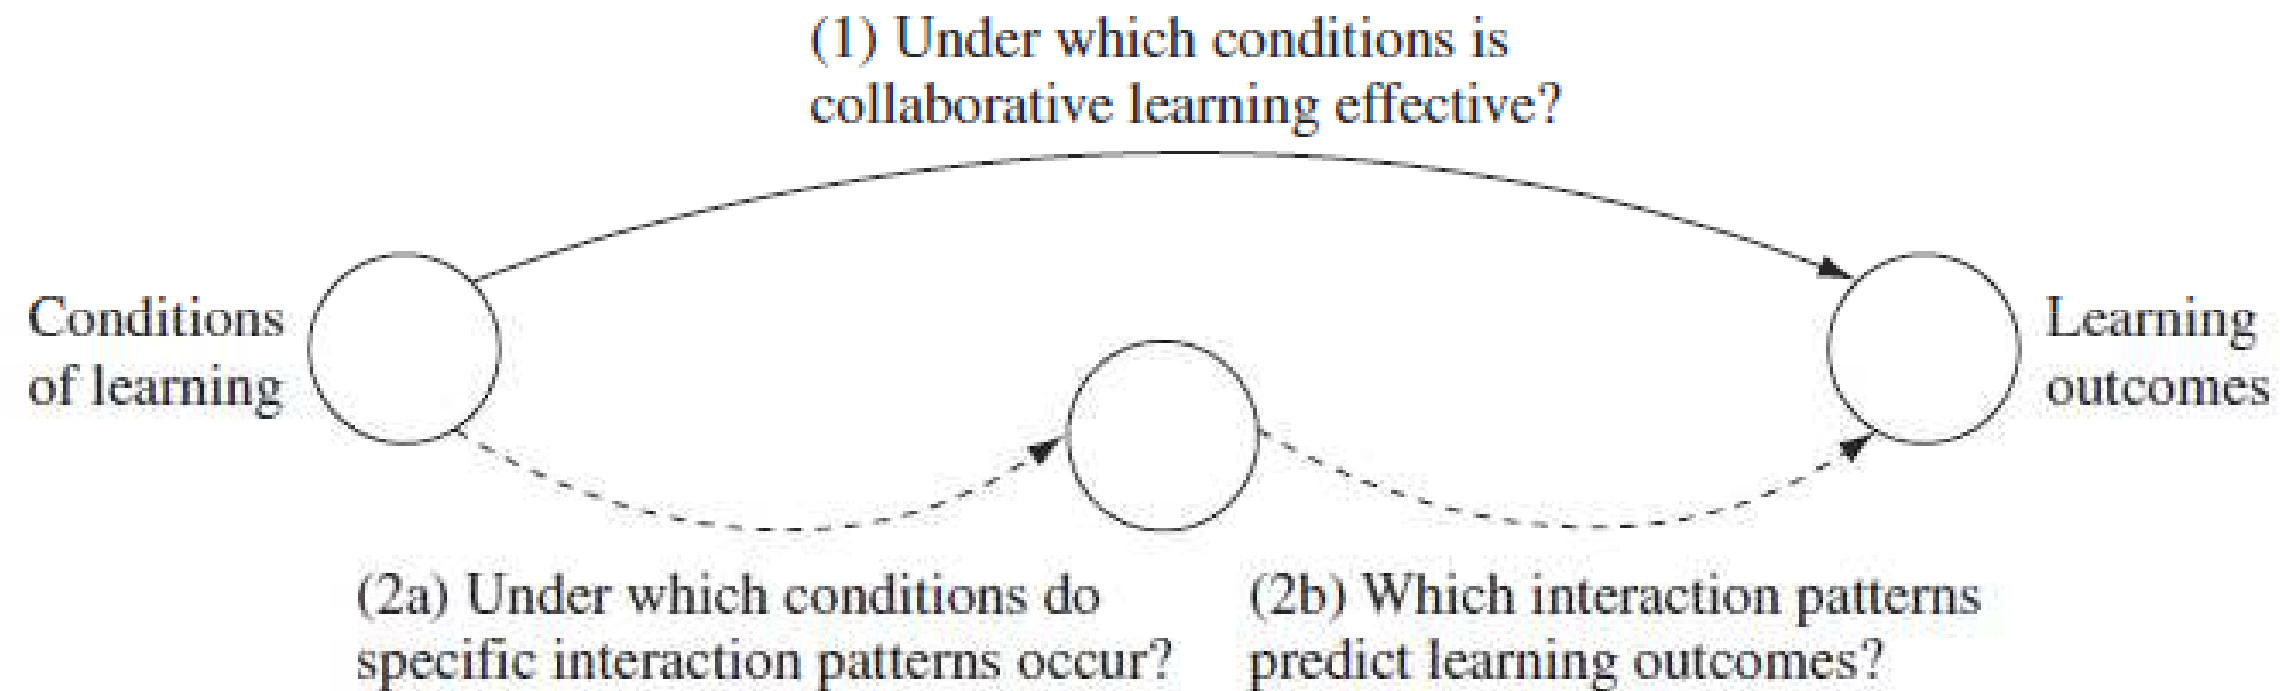 (1) Under which conditions is
collaborative learning effective?
Conditions
of learning
Learning
outcomes
(2a) Under which conditions do
specific interaction patterns occur?
(2b) Which interaction patterns
predict learning outcomes?